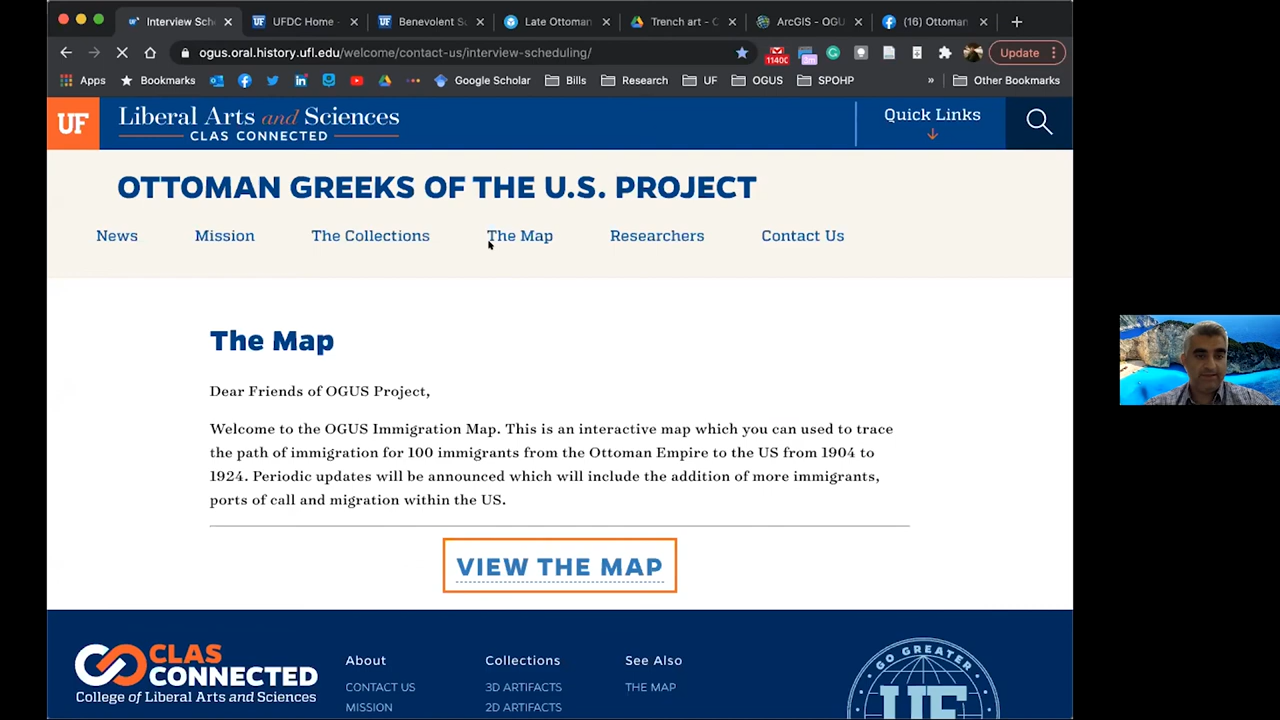 Interview Sch
UFDC Home -
Benevolent Su
Late Ottoman
Trench art - C
ArcGIS - OGU
(16) Ottoman
ogus.oral.history.ufl.edu/welcome/contact-us/interview-scheduling/
Update
Apps
Bookmarks
Google Scholar
Bills
Research
UF
OGUS
SPOHP
»
Other Bookmarks
UF
Liberal Arts and Sciences
CLAS CONNECTED
Quick Links
OTTOMAN GREEKS OF THE U.S. PROJECT
News
Mission
The Collections
The Map
Researchers
Contact Us
The Map
Dear Friends of OGUS Project,
Welcome to the OGUS Immigration Map. This is an interactive map which you can used to trace
the path of immigration for 100 immigrants from the Ottoman Empire to the US from 1904 to
1924. Periodic updates will be announced which will include the addition of more immigrants,
ports of call and migration within the US.
VIEW THE MAP
CLAS
CONNECTED
College of Liberal Arts and Sciences
About
CONTACT US
MISSION
Collections
3D ARTIFACTS
2D ARTIFACTS
See Also
THE MAP
GO GREATER
UF